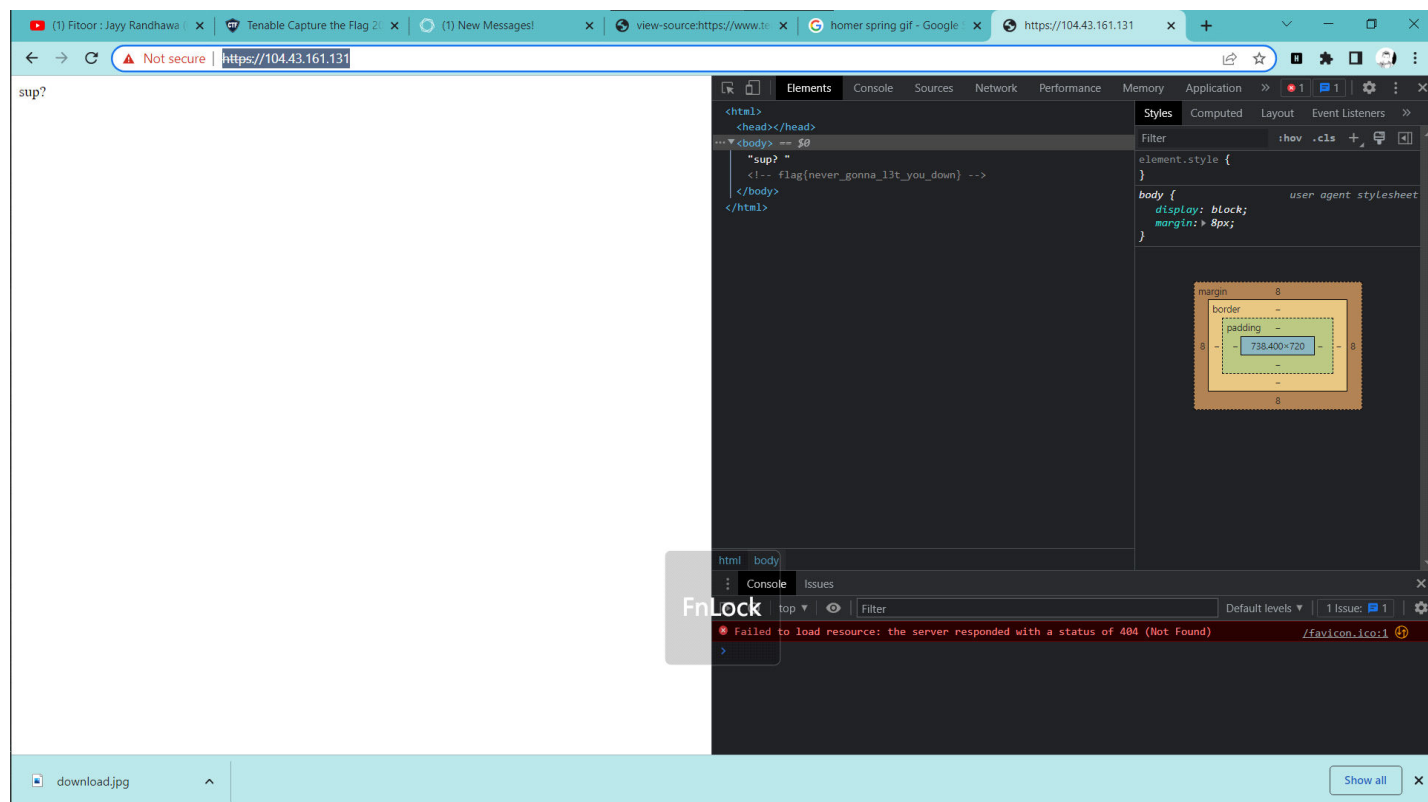 (1) Fitoor : Jayy Randhawa (
Tenable Capture the Flag 20
(1) New Messages!
view-source:https://www.te
homer spring gif - Google S
https://104.43.161.131
Not secure
https://104.43.161.131
sup?
Elements Console Sources Network Performance Memory Application » 1 1
<html>
<head></head>
... ▼<body> == $0
"sup? "
<!-- flag{never_gonna_l3t_you_down} -->
</body>
</html>
Styles Computed Layout Event Listeners »
Filter :hov .cls +
element.style {
}
body { user agent stylesheet
display: block;
margin:▶ 8px;
}
margin 8
border –
padding –
8 – – 738.400×720 – – 8
–
–
8
html body
Console Issues
FnLock
top ▼ Filter Default levels ▼ 1 Issue: 1
Failed to load resource: the server responded with a status of 404 (Not Found) /favicon.ico:1
>
download.jpg
Show all